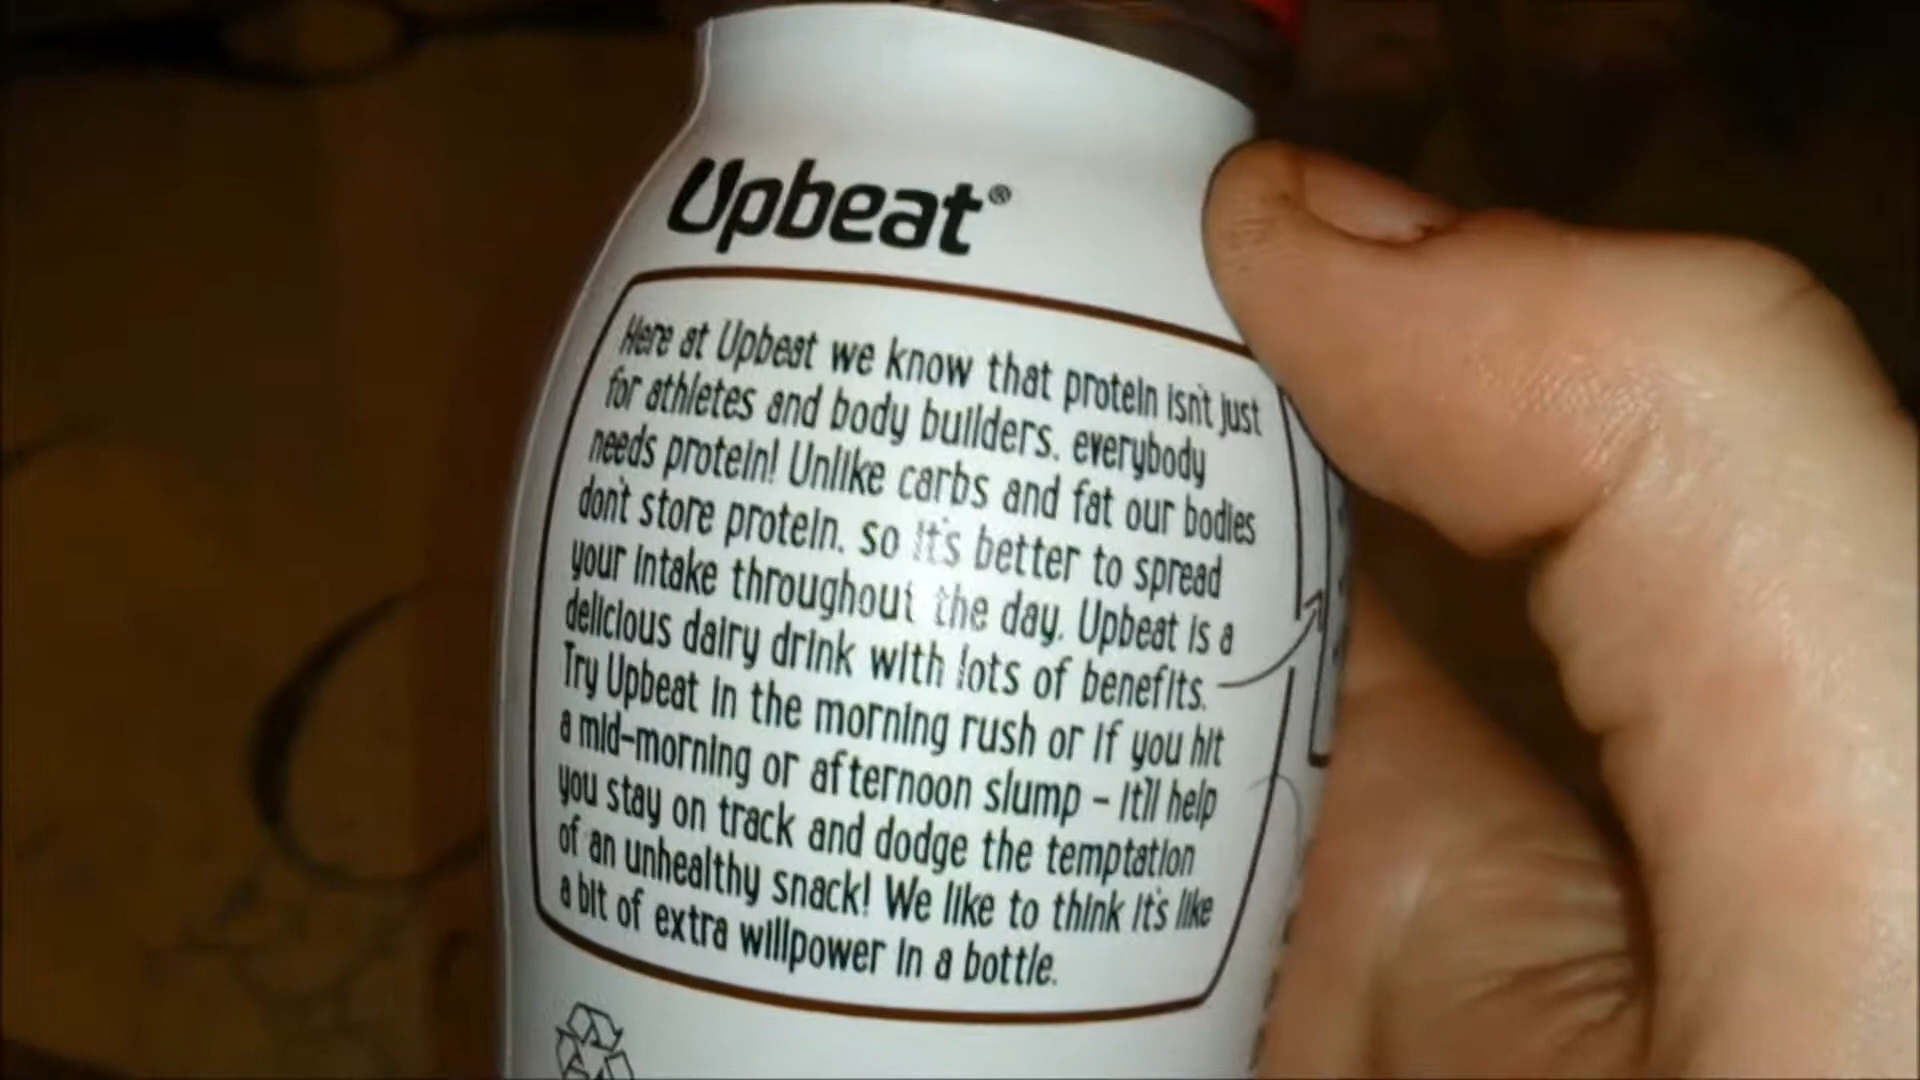 Upbeat®
Here at Upbeat we know that protein isn't just
for athletes and body builders, everybody
needs protein! Unlike carbs and fat our bodies
don't store protein, so it's better to spread
your intake throughout the day. Upbeat is a
delicious dairy drink with lots of benefits.
Try Upbeat in the morning rush or if you hit
a mid-morning or afternoon slump – it'll help
you stay on track and dodge the temptation
of an unhealthy snack! We like to think it's like
a bit of extra willpower in a bottle.